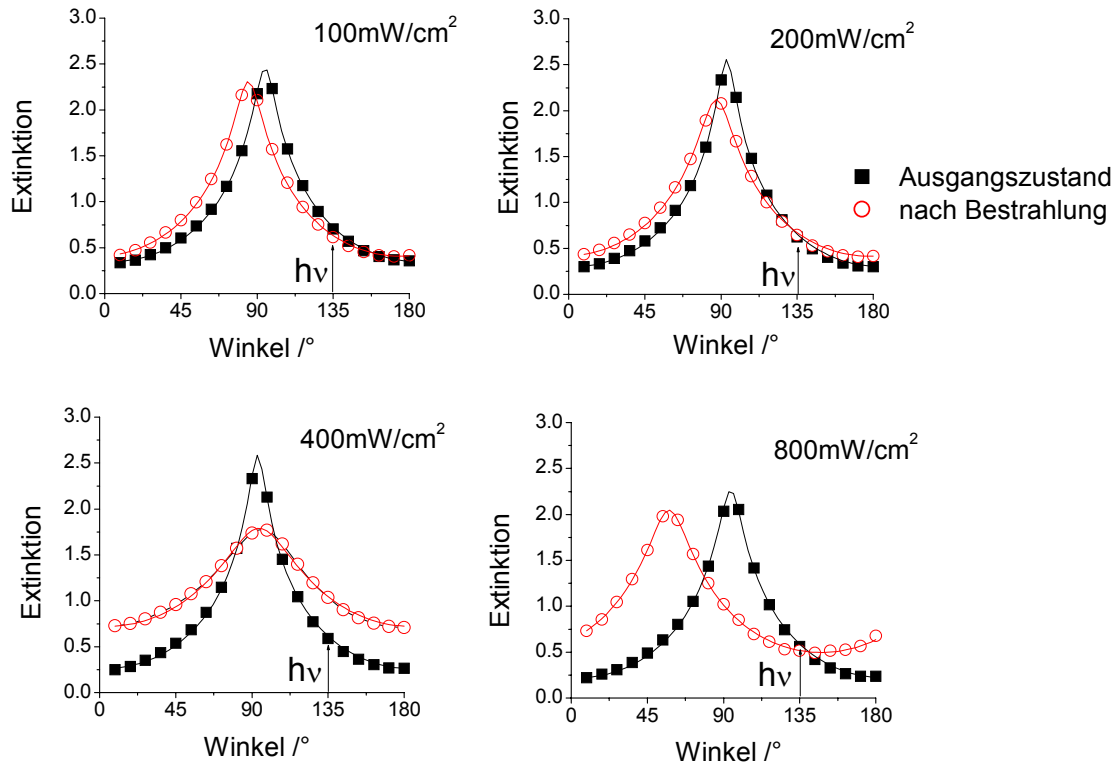 100mW/cm²
Extinktion
3.0
2.5
2.0
1.5
1.0
0.5
0.0
hν
0 45 90 135 180
Winkel /°
200mW/cm²
Extinktion
3.0
2.5
2.0
1.5
1.0
0.5
0.0
hν
0 45 90 135 180
Winkel /°
Ausgangszustand
nach Bestrahlung
400mW/cm²
Extinktion
3.0
2.5
2.0
1.5
1.0
0.5
0.0
hν
0 45 90 135 180
Winkel /°
800mW/cm²
Extinktion
3.0
2.5
2.0
1.5
1.0
0.5
0.0
hν
0 45 90 135 180
Winkel /°